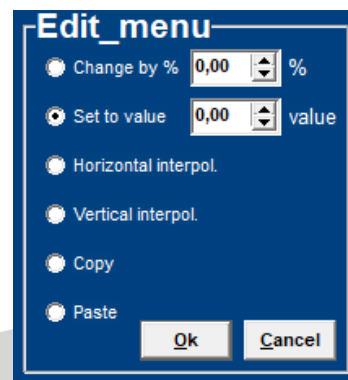 Edit_menu
Change by % 0,00 %
Set to value 0,00 value
Horizontal interpol.
Vertical interpol.
Copy
Paste
Ok Cancel